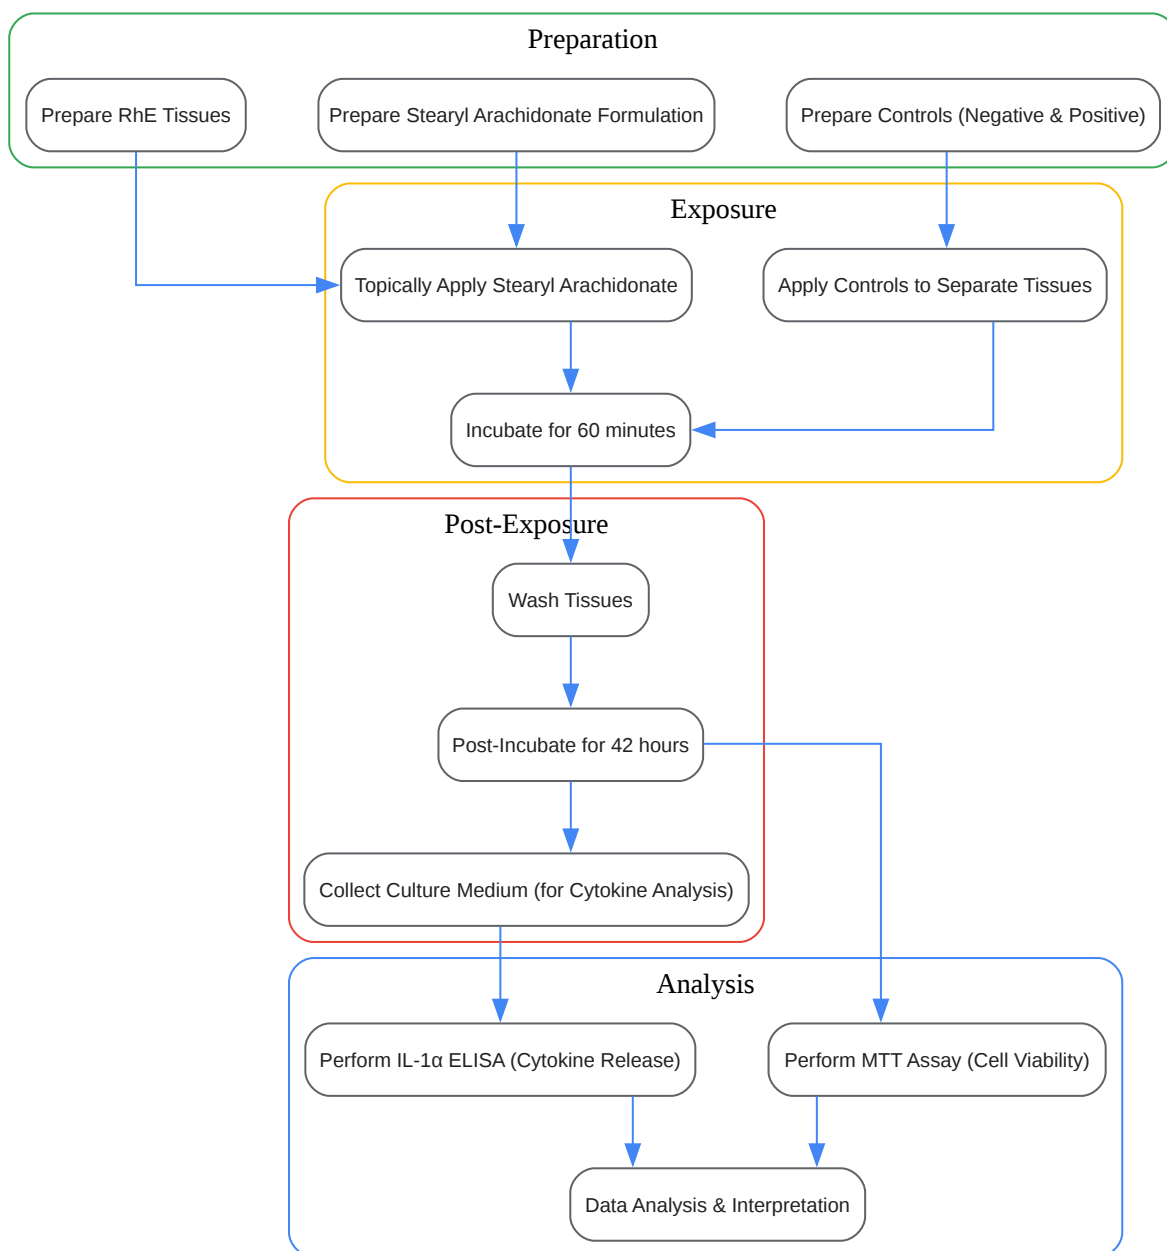 Preparation
Prepare RhE Tissues
Prepare Stearyl Arachidonate Formulation
Prepare Controls (Negative & Positive)
Exposure
Topically Apply Stearyl Arachidonate
Apply Controls to Separate Tissues
Incubate for 60 minutes
Post-Exposure
Wash Tissues
Post-Incubate for 42 hours
Collect Culture Medium (for Cytokine Analysis)
Analysis
Perform IL-1α ELISA (Cytokine Release)
Perform MTT Assay (Cell Viability)
Data Analysis & Interpretation